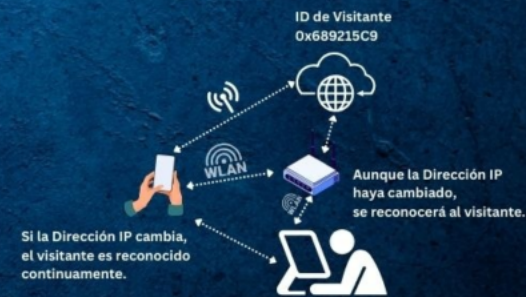 ID de Visitante
0x689215C9
WLAN
WLAN
Aunque la Dirección IP
haya cambiado,
se reconocerá al visitante.
Si la Dirección IP cambia,
el visitante es reconocido
continuamente.